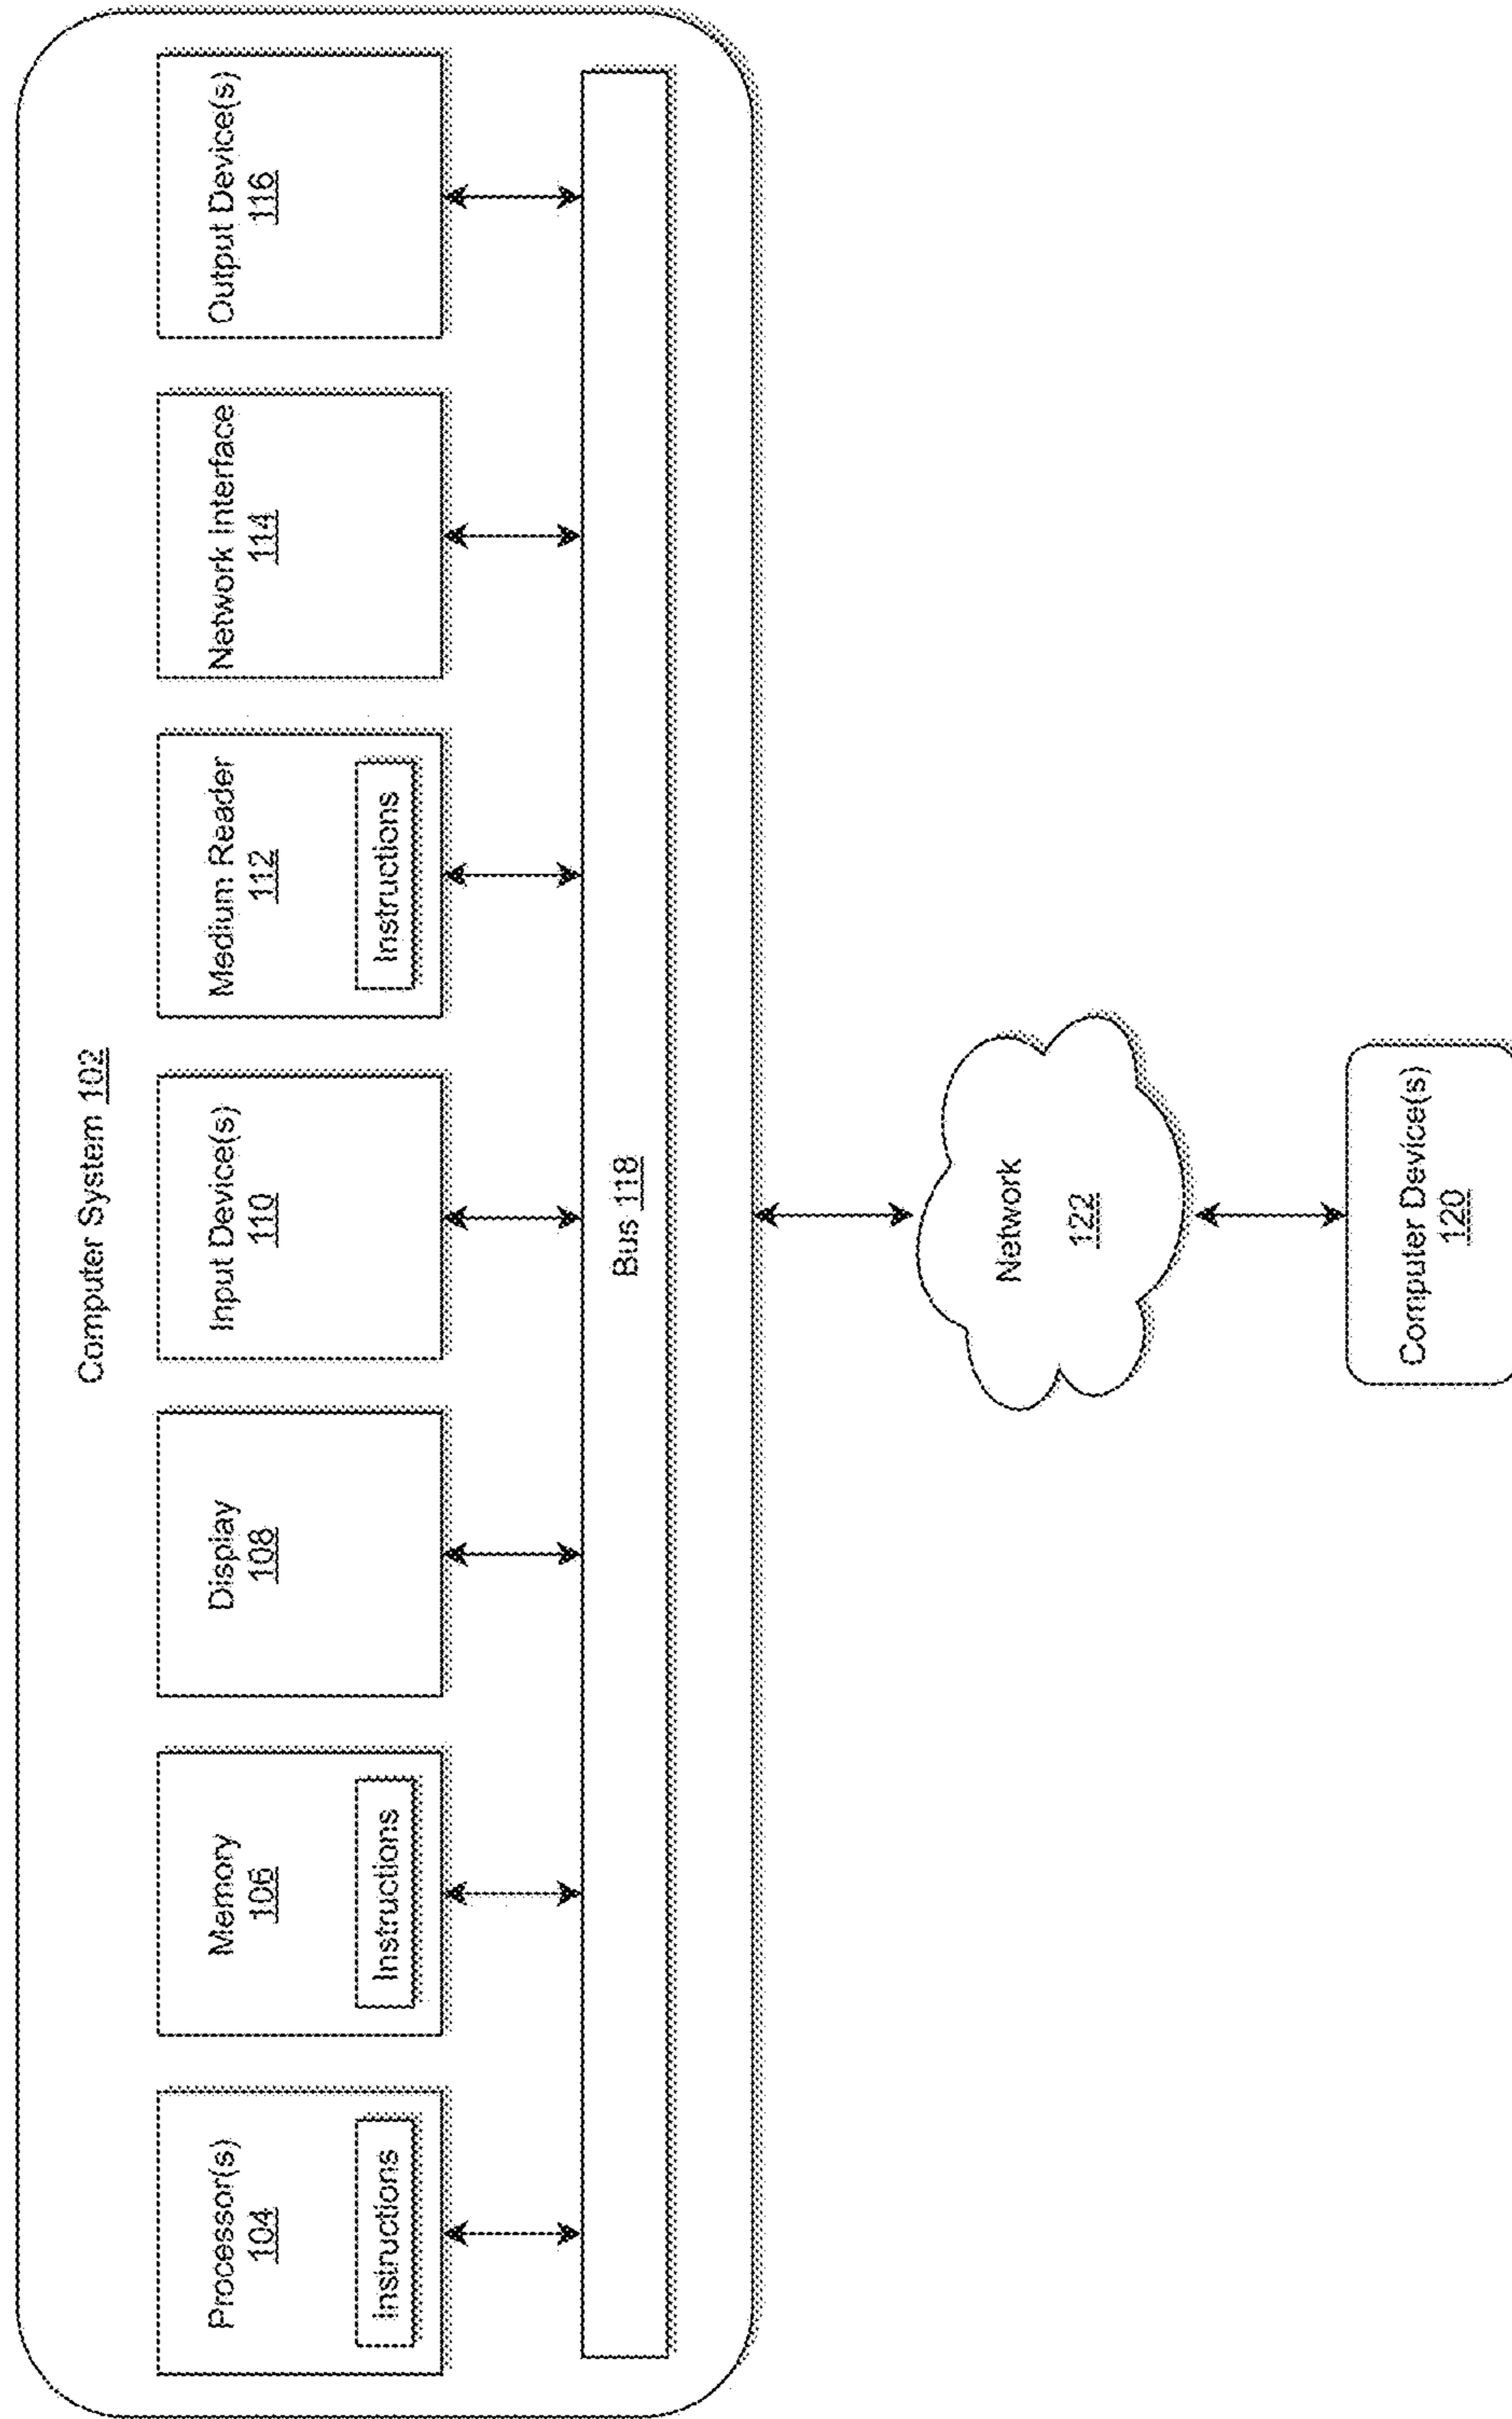 Computer System 102
Processor(s)
104
Instructions
Memory
106
Instructions
Display
108
Input Device(s)
110
Medium Reader
112
Instructions
Network Interface
114
Output Device(s)
116
Bus 118
Network
122
Computer Device(s)
120